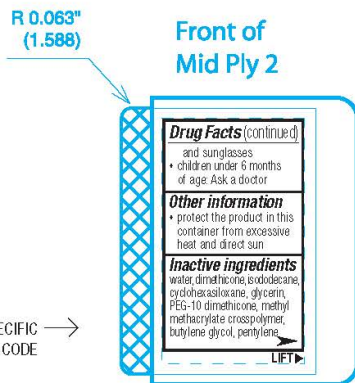 R 0.063"
(1.588)
Front of
Mid Ply 2
Drug Facts (continued)
and sunglasses
• children under 6 months
of age: Ask a doctor
Other information
• protect the product in this
container from excessive
heat and direct sun
Inactive ingredients
water, dimethicone, isododecane,
cyclohexasiloxane, glycerin,
PEG-10 dimethicone, methyl
methacrylate crosspolymer,
butylene glycol, pentylene
LIFT
ECIFIC
CODE